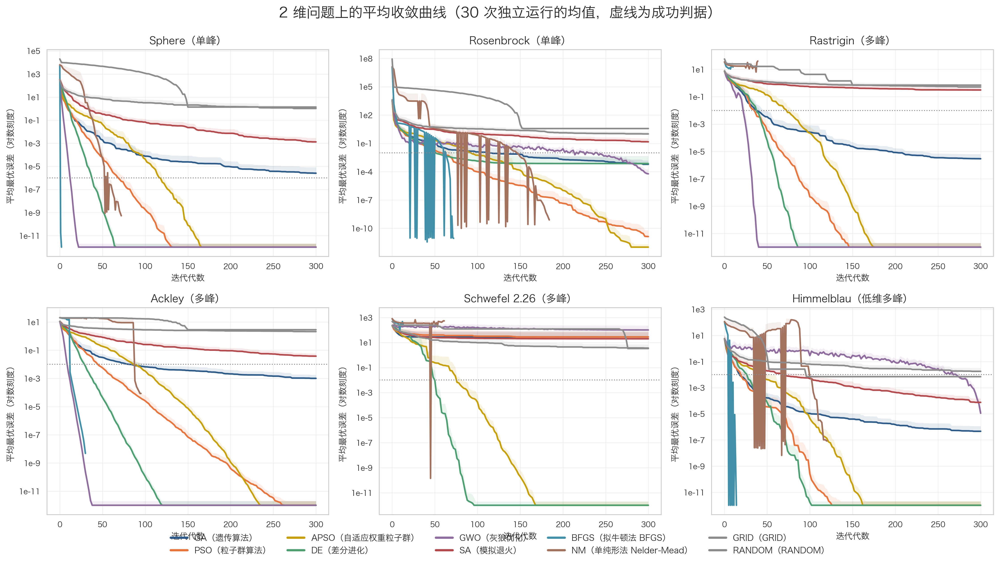 2 维问题上的平均收敛曲线（30 次独立运行的均值，虚线为成功判据）
Sphere（单峰）
平均最优误差（对数刻度）
1e5
1e3
1e1
1e-1
1e-3
1e-5
1e-7
1e-9
1e-11
0 50 100 150 200 250 300
迭代代数
Rosenbrock（单峰）
平均最优误差（对数刻度）
1e8
1e5
1e2
1e-1
1e-4
1e-7
1e-10
0 50 100 150 200 250 300
迭代代数
Rastrigin（多峰）
平均最优误差（对数刻度）
1e1
1e-1
1e-3
1e-5
1e-7
1e-9
1e-11
0 50 100 150 200 250 300
迭代代数
Ackley（多峰）
平均最优误差（对数刻度）
1e1
1e-1
1e-3
1e-5
1e-7
1e-9
1e-11
0 50 100 150 200 250 300
迭代代数
Schwefel 2.26（多峰）
平均最优误差（对数刻度）
1e3
1e1
1e-1
1e-3
1e-5
1e-7
1e-9
1e-11
0 50 100 150 200 250 300
迭代代数
Himmelblau（低维多峰）
平均最优误差（对数刻度）
1e3
1e1
1e-1
1e-3
1e-5
1e-7
1e-9
1e-11
0 50 100 150 200 250 300
迭代代数
GA（遗传算法）
PSO（粒子群算法）
APSO（自适应权重粒子群）
DE（差分进化）
GWO（灰狼优化）
SA（模拟退火）
BFGS（拟牛顿法 BFGS）
NM（单纯形法 Nelder-Mead）
GRID（GRID）
RANDOM（RANDOM）